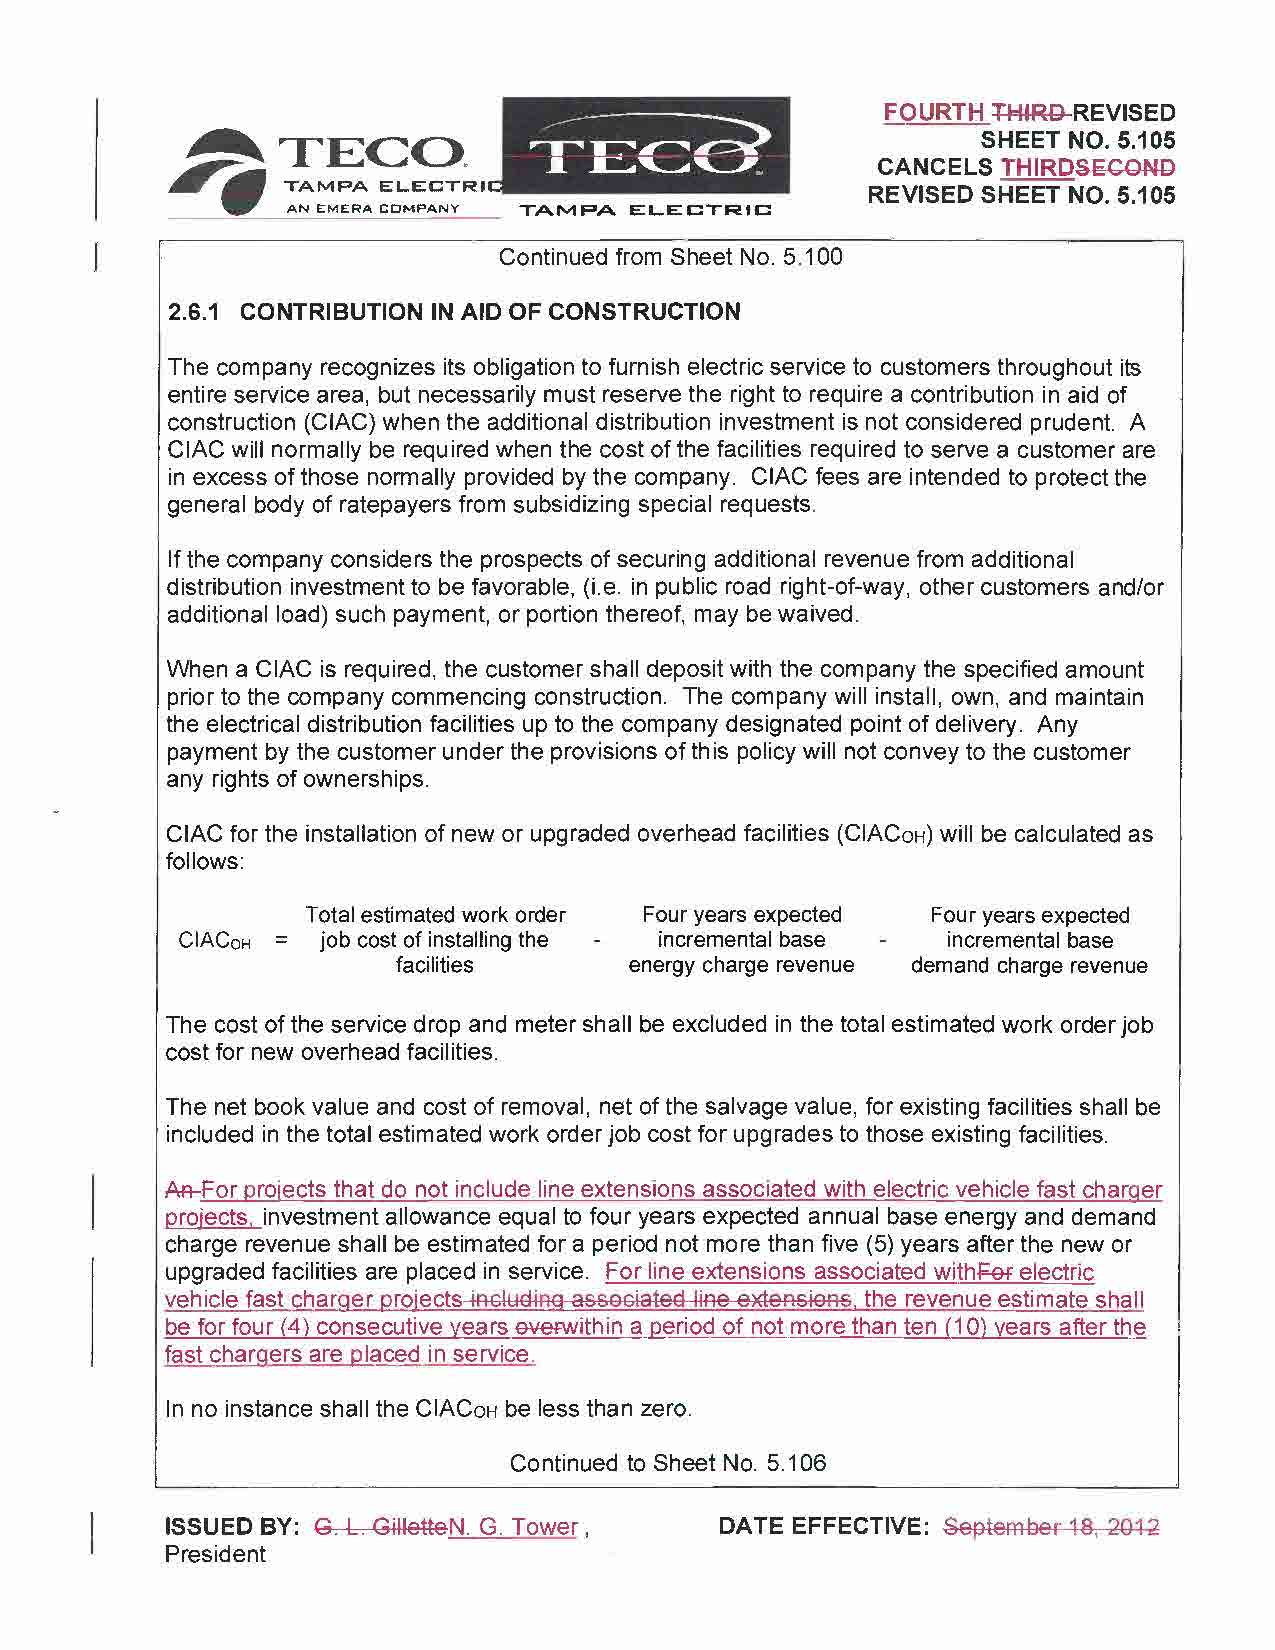 FOURTH THIRD REVISED
SHEET NO. 5.105
CANCELS THIRDSECOND
REVISED SHEET NO. 5.105
TECO.
TAMPA ELECTRIC
AN EMERA COMPANY
TECO
TAMPA ELECTRIC
Continued from Sheet No. 5.100
2.6.1 CONTRIBUTION IN AID OF CONSTRUCTION
The company recognizes its obligation to furnish electric service to customers throughout its
entire service area, but necessarily must reserve the right to require a contribution in aid of
construction (CIAC) when the additional distribution investment is not considered prudent. A
CIAC will normally be required when the cost of the facilities required to serve a customer are
in excess of those normally provided by the company. CIAC fees are intended to protect the
general body of ratepayers from subsidizing special requests.
If the company considers the prospects of securing additional revenue from additional
distribution investment to be favorable, (i.e. in public road right-of-way, other customers and/or
additional load) such payment, or portion thereof, may be waived.
When a CIAC is required, the customer shall deposit with the company the specified amount
prior to the company commencing construction. The company will install, own, and maintain
the electrical distribution facilities up to the company designated point of delivery. Any
payment by the customer under the provisions of this policy will not convey to the customer
any rights of ownerships.
CIAC for the installation of new or upgraded overhead facilities (CIACOH) will be calculated as
follows:
Total estimated work order Four years expected Four years expected
CIACOH = job cost of installing the - incremental base - incremental base
facilities energy charge revenue demand charge revenue
The cost of the service drop and meter shall be excluded in the total estimated work order job
cost for new overhead facilities.
The net book value and cost of removal, net of the salvage value, for existing facilities shall be
included in the total estimated work order job cost for upgrades to those existing facilities.
An For projects that do not include line extensions associated with electric vehicle fast charger
projects, investment allowance equal to four years expected annual base energy and demand
charge revenue shall be estimated for a period not more than five (5) years after the new or
upgraded facilities are placed in service. For line extensions associated withFor electric
vehicle fast charger projects including associated line extensions, the revenue estimate shall
be for four (4) consecutive years overwithin a period of not more than ten (10) years after the
fast chargers are placed in service.
In no instance shall the CIACOH be less than zero.
Continued to Sheet No. 5.106
ISSUED BY: G. L. GilletteN. G. Tower, DATE EFFECTIVE: September 18, 2012
President